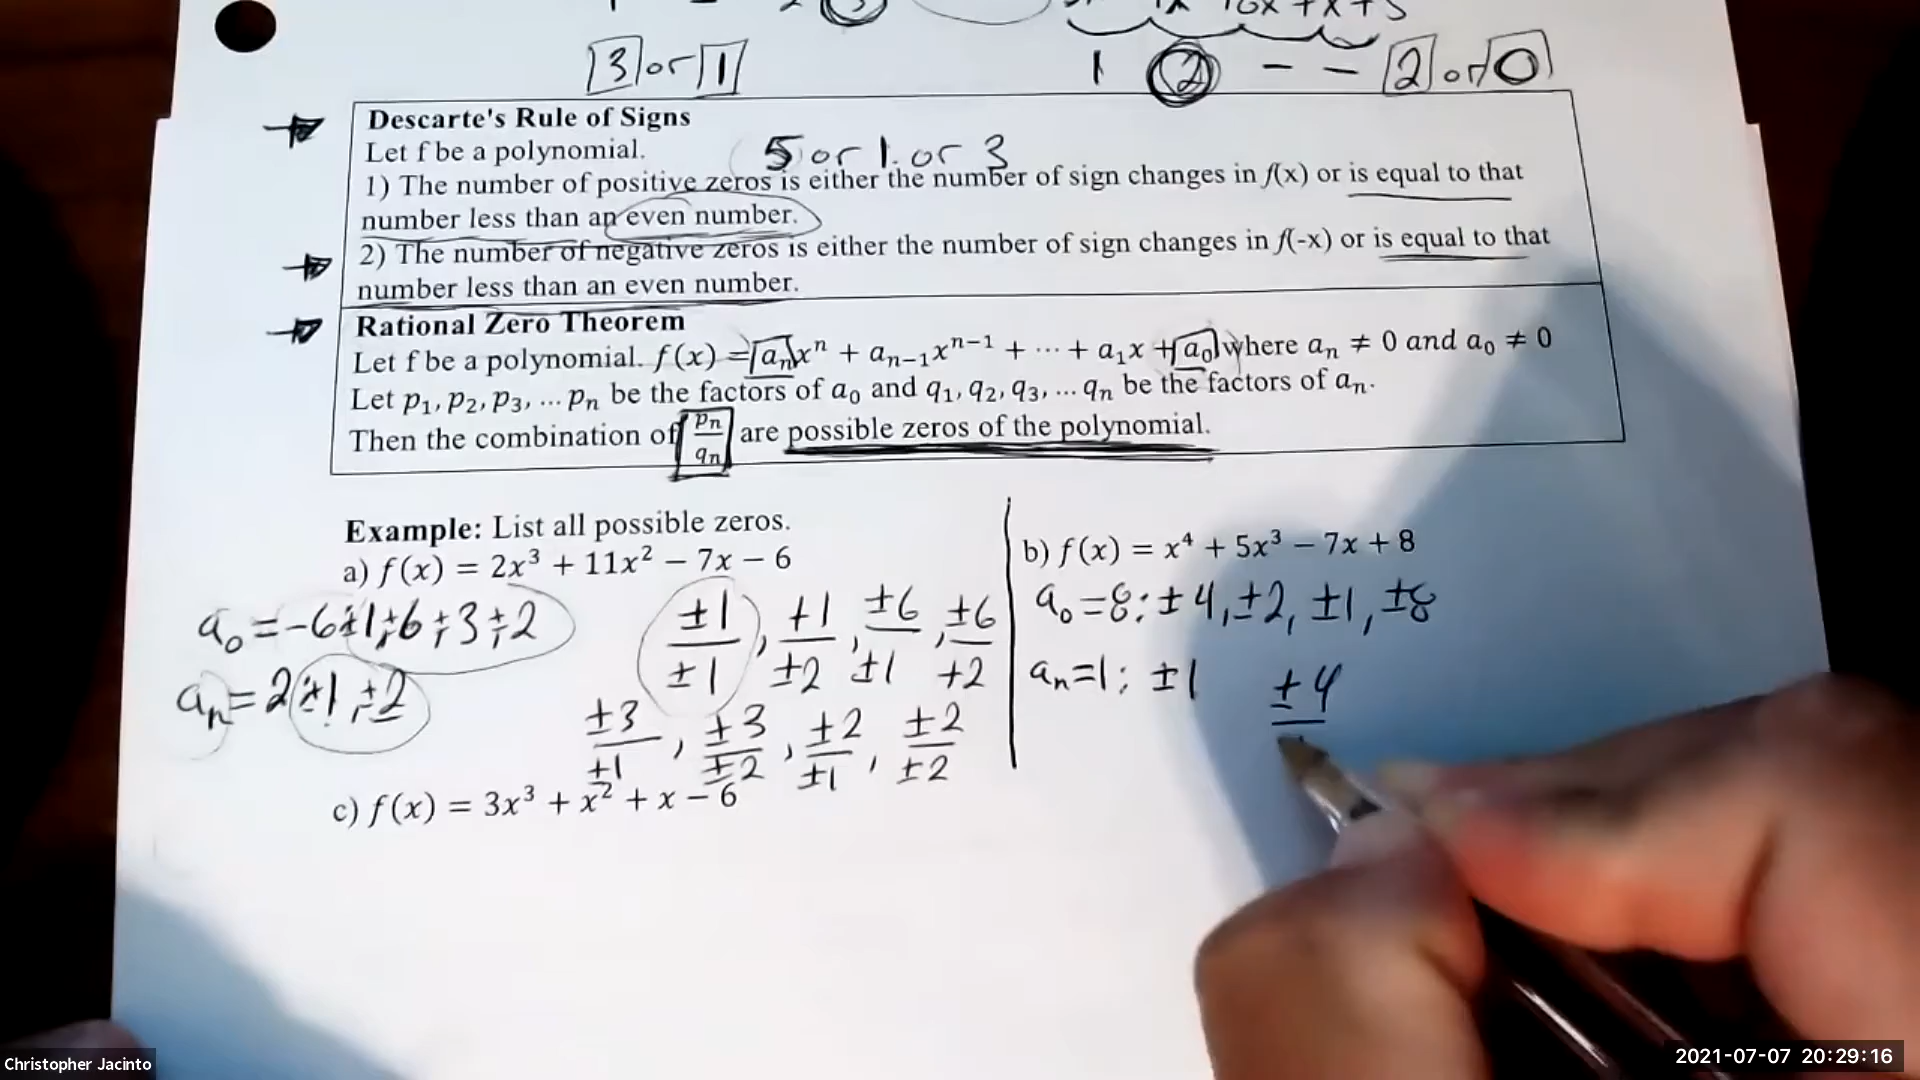 3 or 1
1 2 - - 2 or 0
Descarte's Rule of Signs
Let f be a polynomial.
5 or 1 or 3
1) The number of positive zeros is either the number of sign changes in f(x) or is equal to that
number less than an even number.
2) The number of negative zeros is either the number of sign changes in f(-x) or is equal to that
number less than an even number.
Rational Zero Theorem
Let f be a polynomial. f(x) = aₙxⁿ + aₙ₋₁xⁿ⁻¹ + ⋯ + a₁x + a₀ where aₙ ≠ 0 and a₀ ≠ 0
Let p₁, p₂, p₃, … pₙ be the factors of a₀ and q₁, q₂, q₃, … qₙ be the factors of aₙ.
Then the combination of pₙ/qₙ are possible zeros of the polynomial.
Example: List all possible zeros.
a) f(x) = 2x³ + 11x² − 7x − 6
a₀ = -6 ±1, ±6, ±3, ±2
aₙ = 2 ±1, ±2
±1/±1, ±1/±2, ±6/±1, ±6/+2
±3/±1, ±3/±2, ±2/±1, ±2/±2
b) f(x) = x⁴ + 5x³ − 7x + 8
a₀ = 8: ±4, ±2, ±1, ±8
aₙ = 1: ±1
±4
c) f(x) = 3x³ + x² + x − 6
Christopher Jacinto
2021-07-07 20:29:16